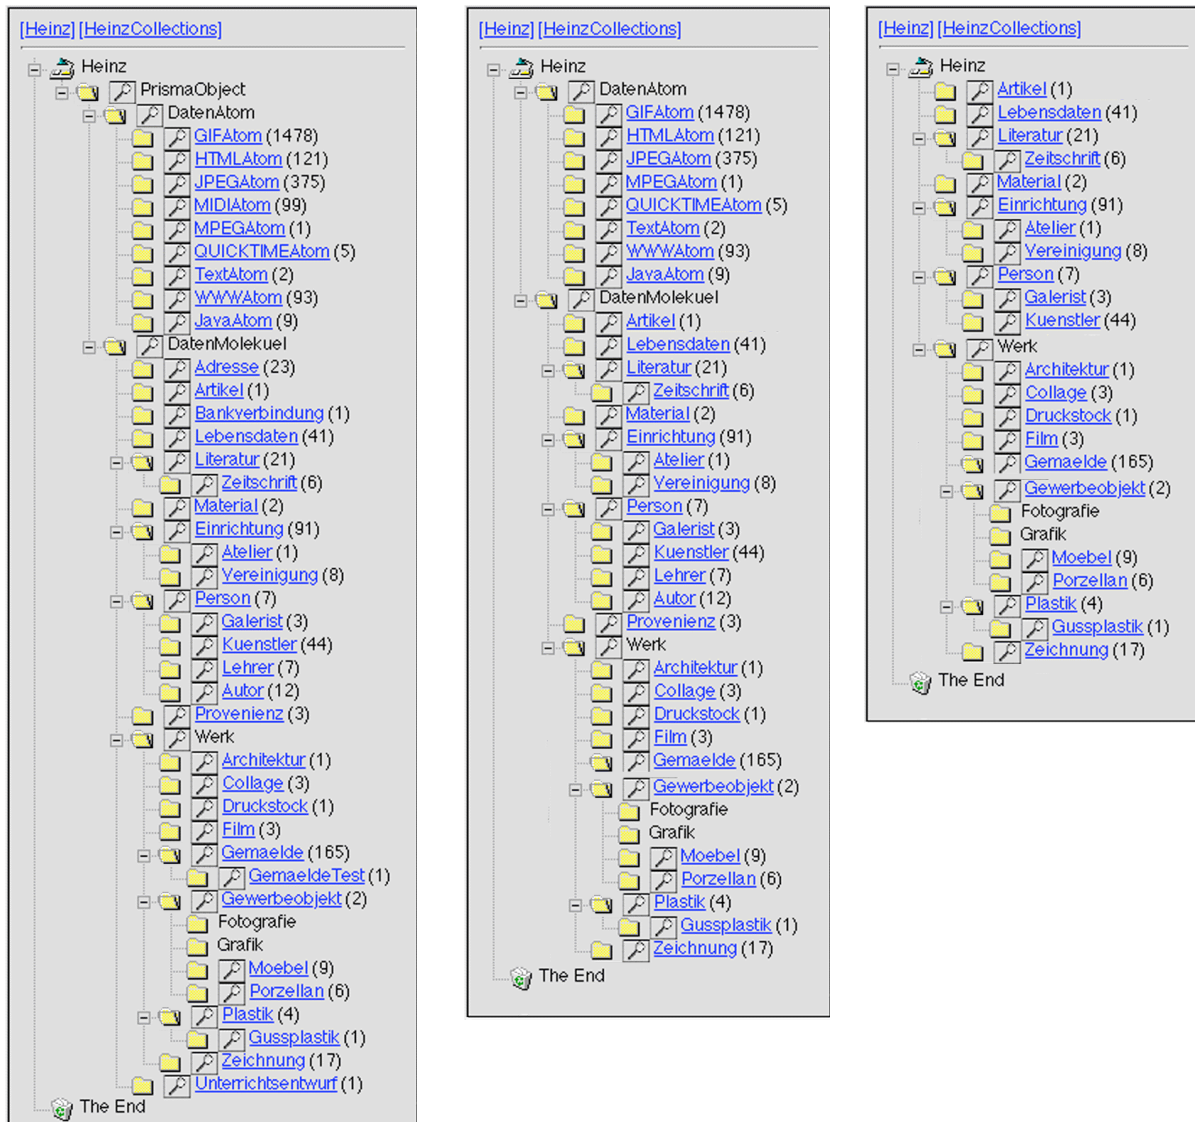 [Heinz] [HeinzCollections]
Heinz
PrismaObject
DatenAtom
GIFAtom (1478)
HTMLAtom (121)
JPEGAtom (375)
MIDIAtom (99)
MPEGAtom (1)
QUICKTIMEAtom (5)
TextAtom (2)
WWWAtom (93)
JavaAtom (9)
DatenMolekuel
Adresse (23)
Artikel (1)
Bankverbindung (1)
Lebensdaten (41)
Literatur (21)
Zeitschrift (6)
Material (2)
Einrichtung (91)
Atelier (1)
Vereinigung (8)
Person (7)
Galerist (3)
Kuenstler (44)
Lehrer (7)
Autor (12)
Provenienz (3)
Werk
Architektur (1)
Collage (3)
Druckstock (1)
Film (3)
Gemaelde (165)
GemaeldeTest (1)
Gewerbeobjekt (2)
Fotografie
Grafik
Moebel (9)
Porzellan (6)
Plastik (4)
Gussplastik (1)
Zeichnung (17)
Unterrichtsentwurf (1)
The End
[Heinz] [HeinzCollections]
Heinz
DatenAtom
GIFAtom (1478)
HTMLAtom (121)
JPEGAtom (375)
MPEGAtom (1)
QUICKTIMEAtom (5)
TextAtom (2)
WWWAtom (93)
JavaAtom (9)
DatenMolekuel
Artikel (1)
Lebensdaten (41)
Literatur (21)
Zeitschrift (6)
Material (2)
Einrichtung (91)
Atelier (1)
Vereinigung (8)
Person (7)
Galerist (3)
Kuenstler (44)
Lehrer (7)
Autor (12)
Provenienz (3)
Werk
Architektur (1)
Collage (3)
Druckstock (1)
Film (3)
Gemaelde (165)
Gewerbeobjekt (2)
Fotografie
Grafik
Moebel (9)
Porzellan (6)
Plastik (4)
Gussplastik (1)
Zeichnung (17)
The End
[Heinz] [HeinzCollections]
Heinz
Artikel (1)
Lebensdaten (41)
Literatur (21)
Zeitschrift (6)
Material (2)
Einrichtung (91)
Atelier (1)
Vereinigung (8)
Person (7)
Galerist (3)
Kuenstler (44)
Werk
Architektur (1)
Collage (3)
Druckstock (1)
Film (3)
Gemaelde (165)
Gewerbeobjekt (2)
Fotografie
Grafik
Moebel (9)
Porzellan (6)
Plastik (4)
Gussplastik (1)
Zeichnung (17)
The End